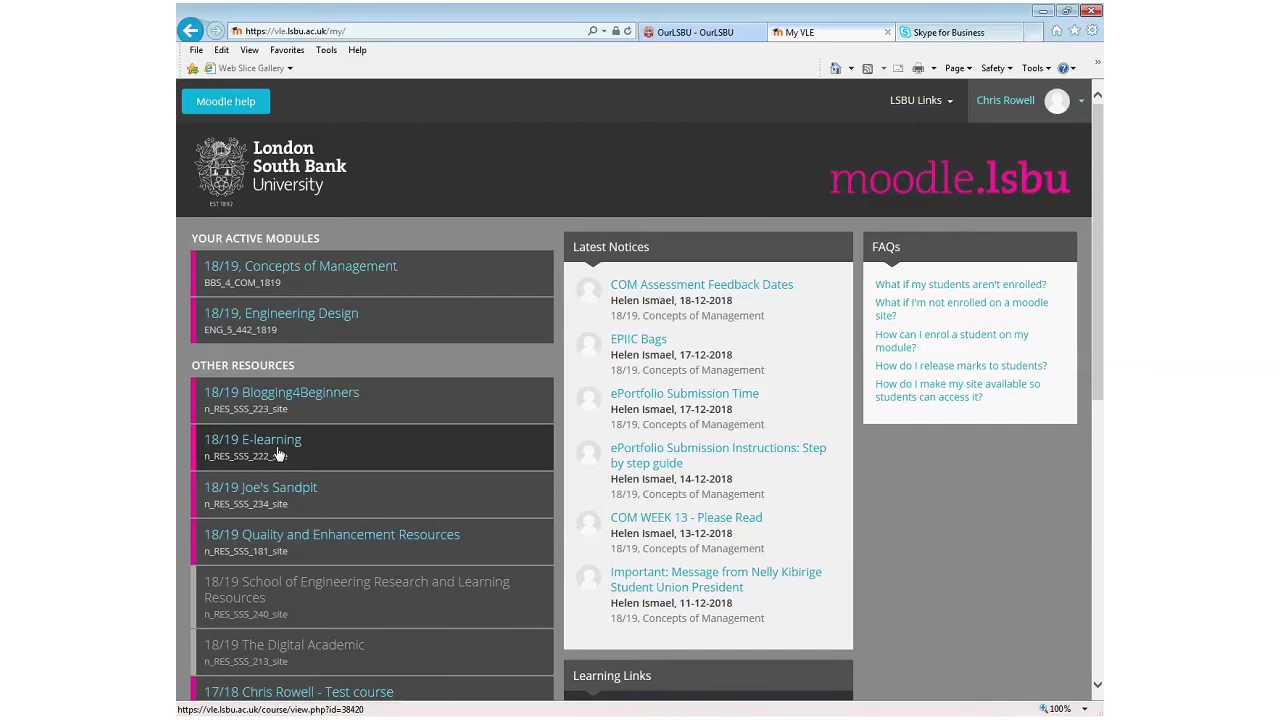 https://vle.lsbu.ac.uk/my/
OurLSBU - OurLSBU
My VLE
Skype for Business
File Edit View Favorites Tools Help
Web Slice Gallery
Page Safety Tools
Moodle help
LSBU Links
Chris Rowell
London
South Bank
University
EST 1892
moodle.lsbu
YOUR ACTIVE MODULES
18/19, Concepts of Management
BBS_4_COM_1819
18/19, Engineering Design
ENG_5_442_1819
OTHER RESOURCES
18/19 Blogging4Beginners
n_RES_SSS_223_site
18/19 E-learning
n_RES_SSS_222_site
18/19 Joe's Sandpit
n_RES_SSS_234_site
18/19 Quality and Enhancement Resources
n_RES_SSS_181_site
18/19 School of Engineering Research and Learning
Resources
n_RES_SSS_240_site
18/19 The Digital Academic
n_RES_SSS_213_site
17/18 Chris Rowell - Test course
Latest Notices
COM Assessment Feedback Dates
Helen Ismael, 18-12-2018
18/19, Concepts of Management
EPIIC Bags
Helen Ismael, 17-12-2018
18/19, Concepts of Management
ePortfolio Submission Time
Helen Ismael, 17-12-2018
18/19, Concepts of Management
ePortfolio Submission Instructions: Step
by step guide
Helen Ismael, 14-12-2018
18/19, Concepts of Management
COM WEEK 13 - Please Read
Helen Ismael, 13-12-2018
18/19, Concepts of Management
Important: Message from Nelly Kibirige
Student Union President
Helen Ismael, 11-12-2018
18/19, Concepts of Management
Learning Links
FAQs
What if my students aren't enrolled?
What if I'm not enrolled on a moodle
site?
How can I enrol a student on my
module?
How do I release marks to students?
How do I make my site available so
students can access it?
https://vle.lsbu.ac.uk/course/view.php?id=38420
100%